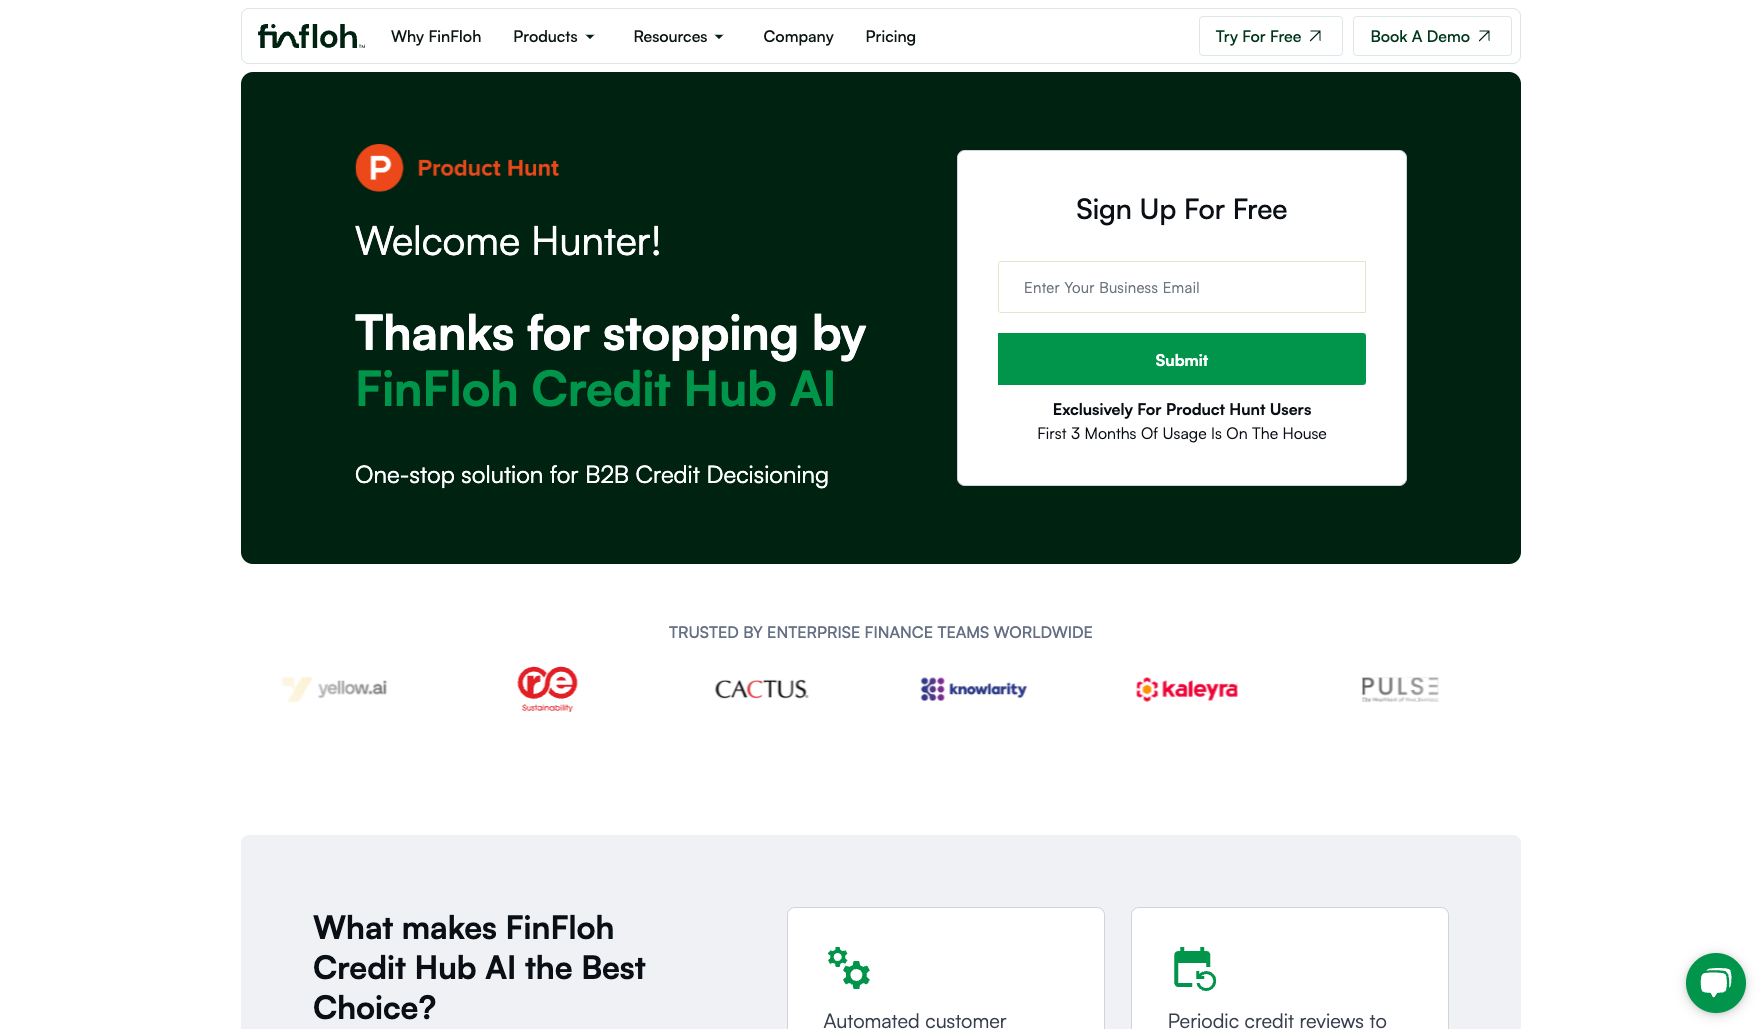 finfloh
Why FinFloh
Products
Resources
Company
Pricing
Try For Free
Book A Demo
P Product Hunt
Welcome Hunter!
Thanks for stopping by
FinFloh Credit Hub AI
One-stop solution for B2B Credit Decisioning
Sign Up For Free
Enter Your Business Email
Submit
Exclusively For Product Hunt Users
First 3 Months Of Usage Is On The House
TRUSTED BY ENTERPRISE FINANCE TEAMS WORLDWIDE
yellow.ai
re
Sustainability
CACTUS
knowlarity
kaleyra
PULSE
What makes FinFloh
Credit Hub AI the Best
Choice?
Automated customer
Periodic credit reviews to